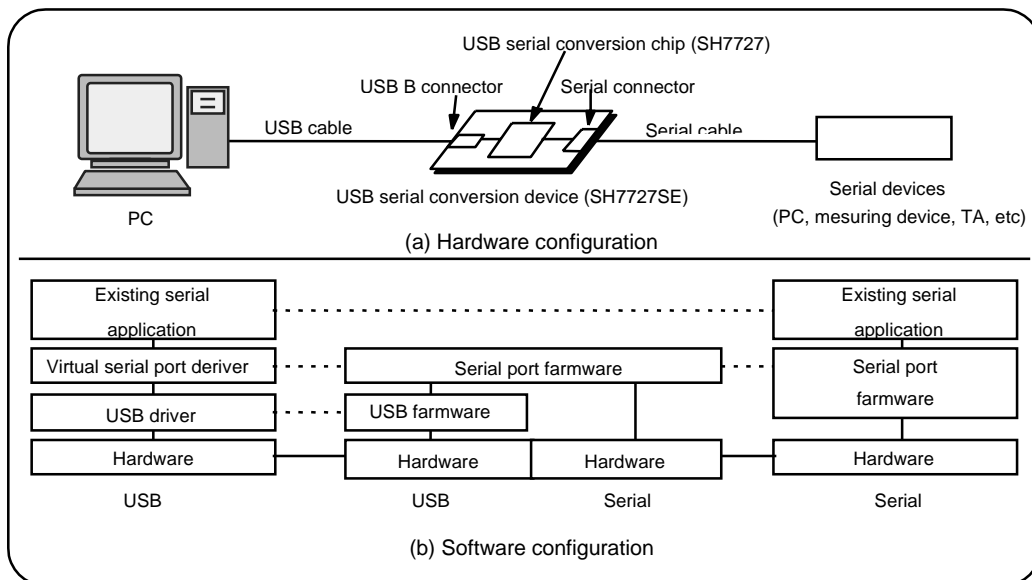 USB serial conversion chip (SH7727)
USB B connector
Serial connector
USB cable
Serial cable
USB serial conversion device (SH7727SE)
PC
Serial devices
(PC, mesuring device, TA, etc)
(a) Hardware configuration
Existing serial
application
Existing serial
application
Virtual serial port deriver
Serial port farmware
Serial port
farmware
USB driver
USB farmware
Hardware
Hardware
Hardware
Hardware
USB
USB
Serial
Serial
(b) Software configuration